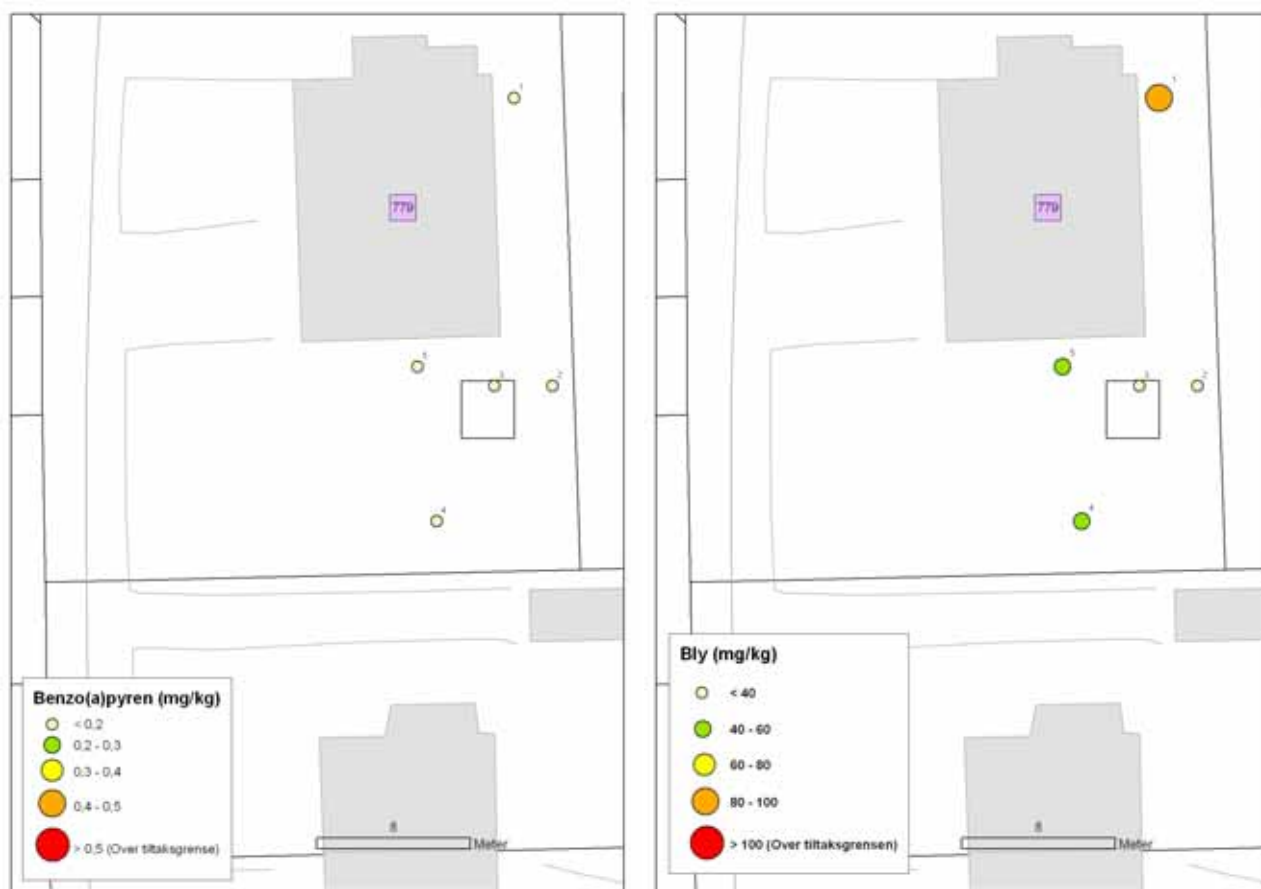 1
779
5
3
2
4
Benzo(a)pyren (mg/kg)
< 0,2
0,2 - 0,3
0,3 - 0,4
0,4 - 0,5
> 0,5 (Over tiltaksgrense)
8
Meter
1
779
5
3
2
4
Bly (mg/kg)
< 40
40 - 60
60 - 80
80 - 100
> 100 (Over tiltaksgrensen)
8
Meter